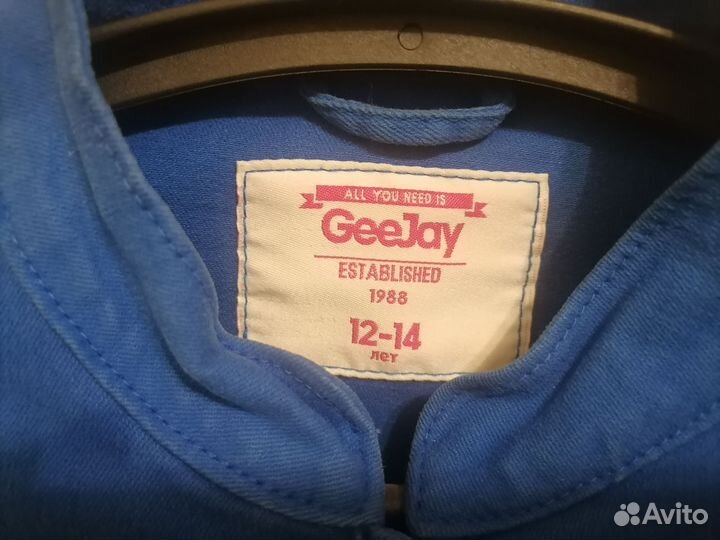 ALL YOU NEED IS
GeeJay
ESTABLISHED
1988
12-14
лет
Avito